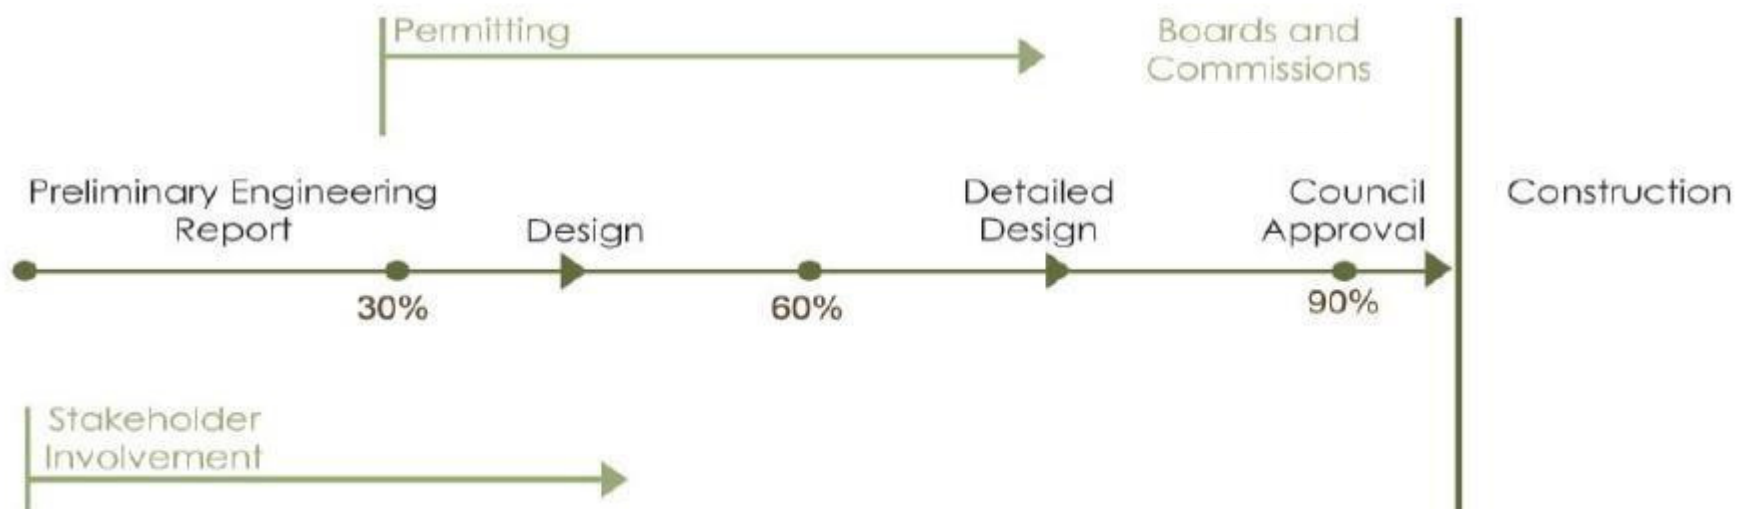 Permitting
Boards and
Commissions
Preliminary Engineering
Report
Design
Detailed
Design
Council
Approval
Construction
30%
60%
90%
Stakeholder
Involvement